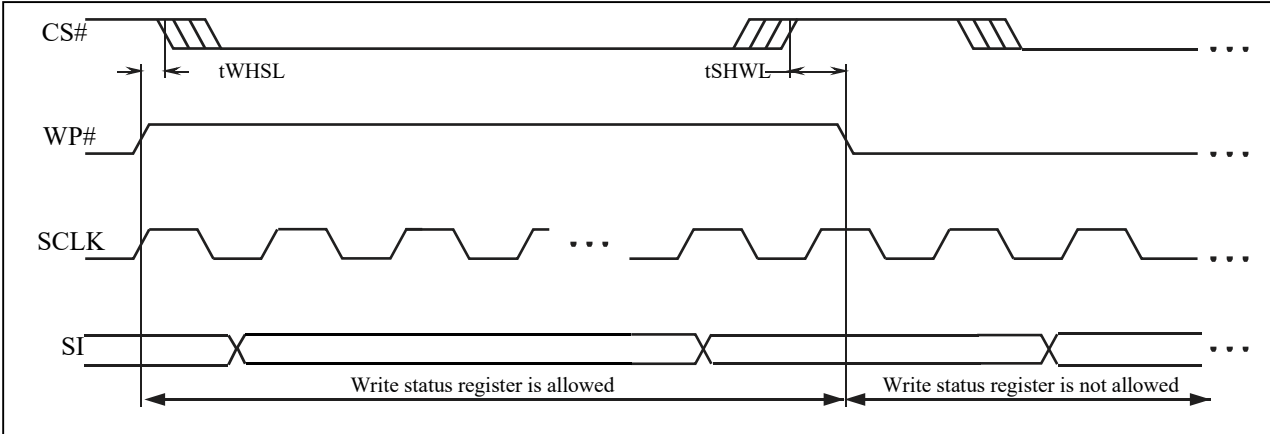 CS#
tWHSL
tSHWL
WP#
SCLK
SI
Write status register is allowed
Write status register is not allowed